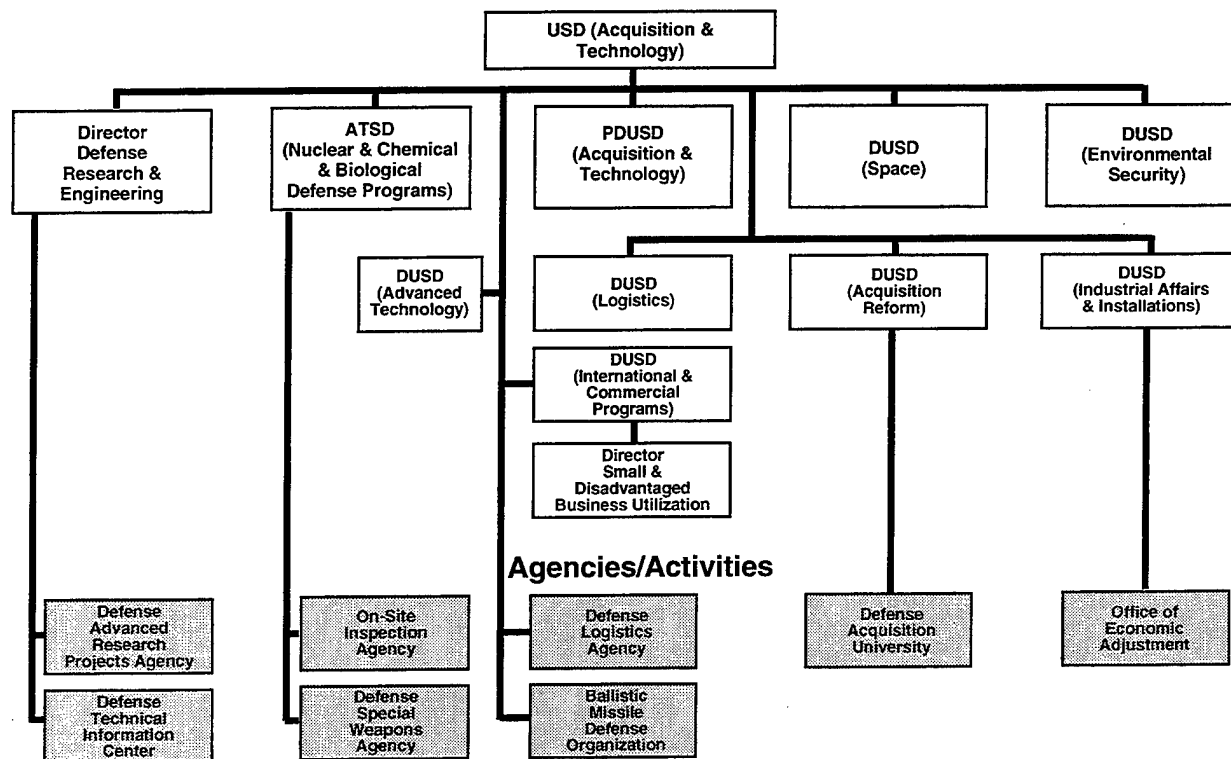 USD (Acquisition &
Technology)
Director
Defense
Research &
Engineering
ATSD
(Nuclear & Chemical
& Biological
Defense Programs)
PDUSD
(Acquisition &
Technology)
DUSD
(Space)
DUSD
(Environmental
Security)
DUSD
(Advanced
Technology)
DUSD
(Logistics)
DUSD
(Acquisition
Reform)
DUSD
(Industrial Affairs
& Installations)
DUSD
(International &
Commercial
Programs)
Director
Small &
Disadvantaged
Business Utilization
Agencies/Activities
Defense
Advanced
Research
Projects Agency
On-Site
Inspection
Agency
Defense
Logistics
Agency
Defense
Acquisition
University
Office of
Economic
Adjustment
Defense
Technical
Information
Center
Defense
Special
Weapons
Agency
Ballistic
Missile
Defense
Organization